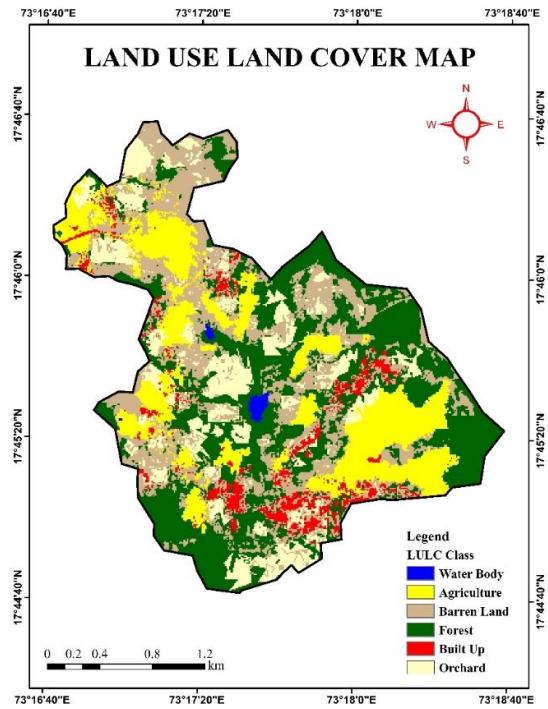 73°16'40"E 73°17'20"E 73°18'0"E 73°18'40"E
LAND USE LAND COVER MAP
N
W E
S
17°46'40"N 17°46'40"N
17°46'0"N 17°46'0"N
17°45'20"N 17°45'20"N
17°44'40"N 17°44'40"N
Legend
LULC Class
Water Body
Agriculture
Barren Land
Forest
Built Up
Orchard
0 0.2 0.4 0.8 1.2
km
73°16'40"E 73°17'20"E 73°18'0"E 73°18'40"E